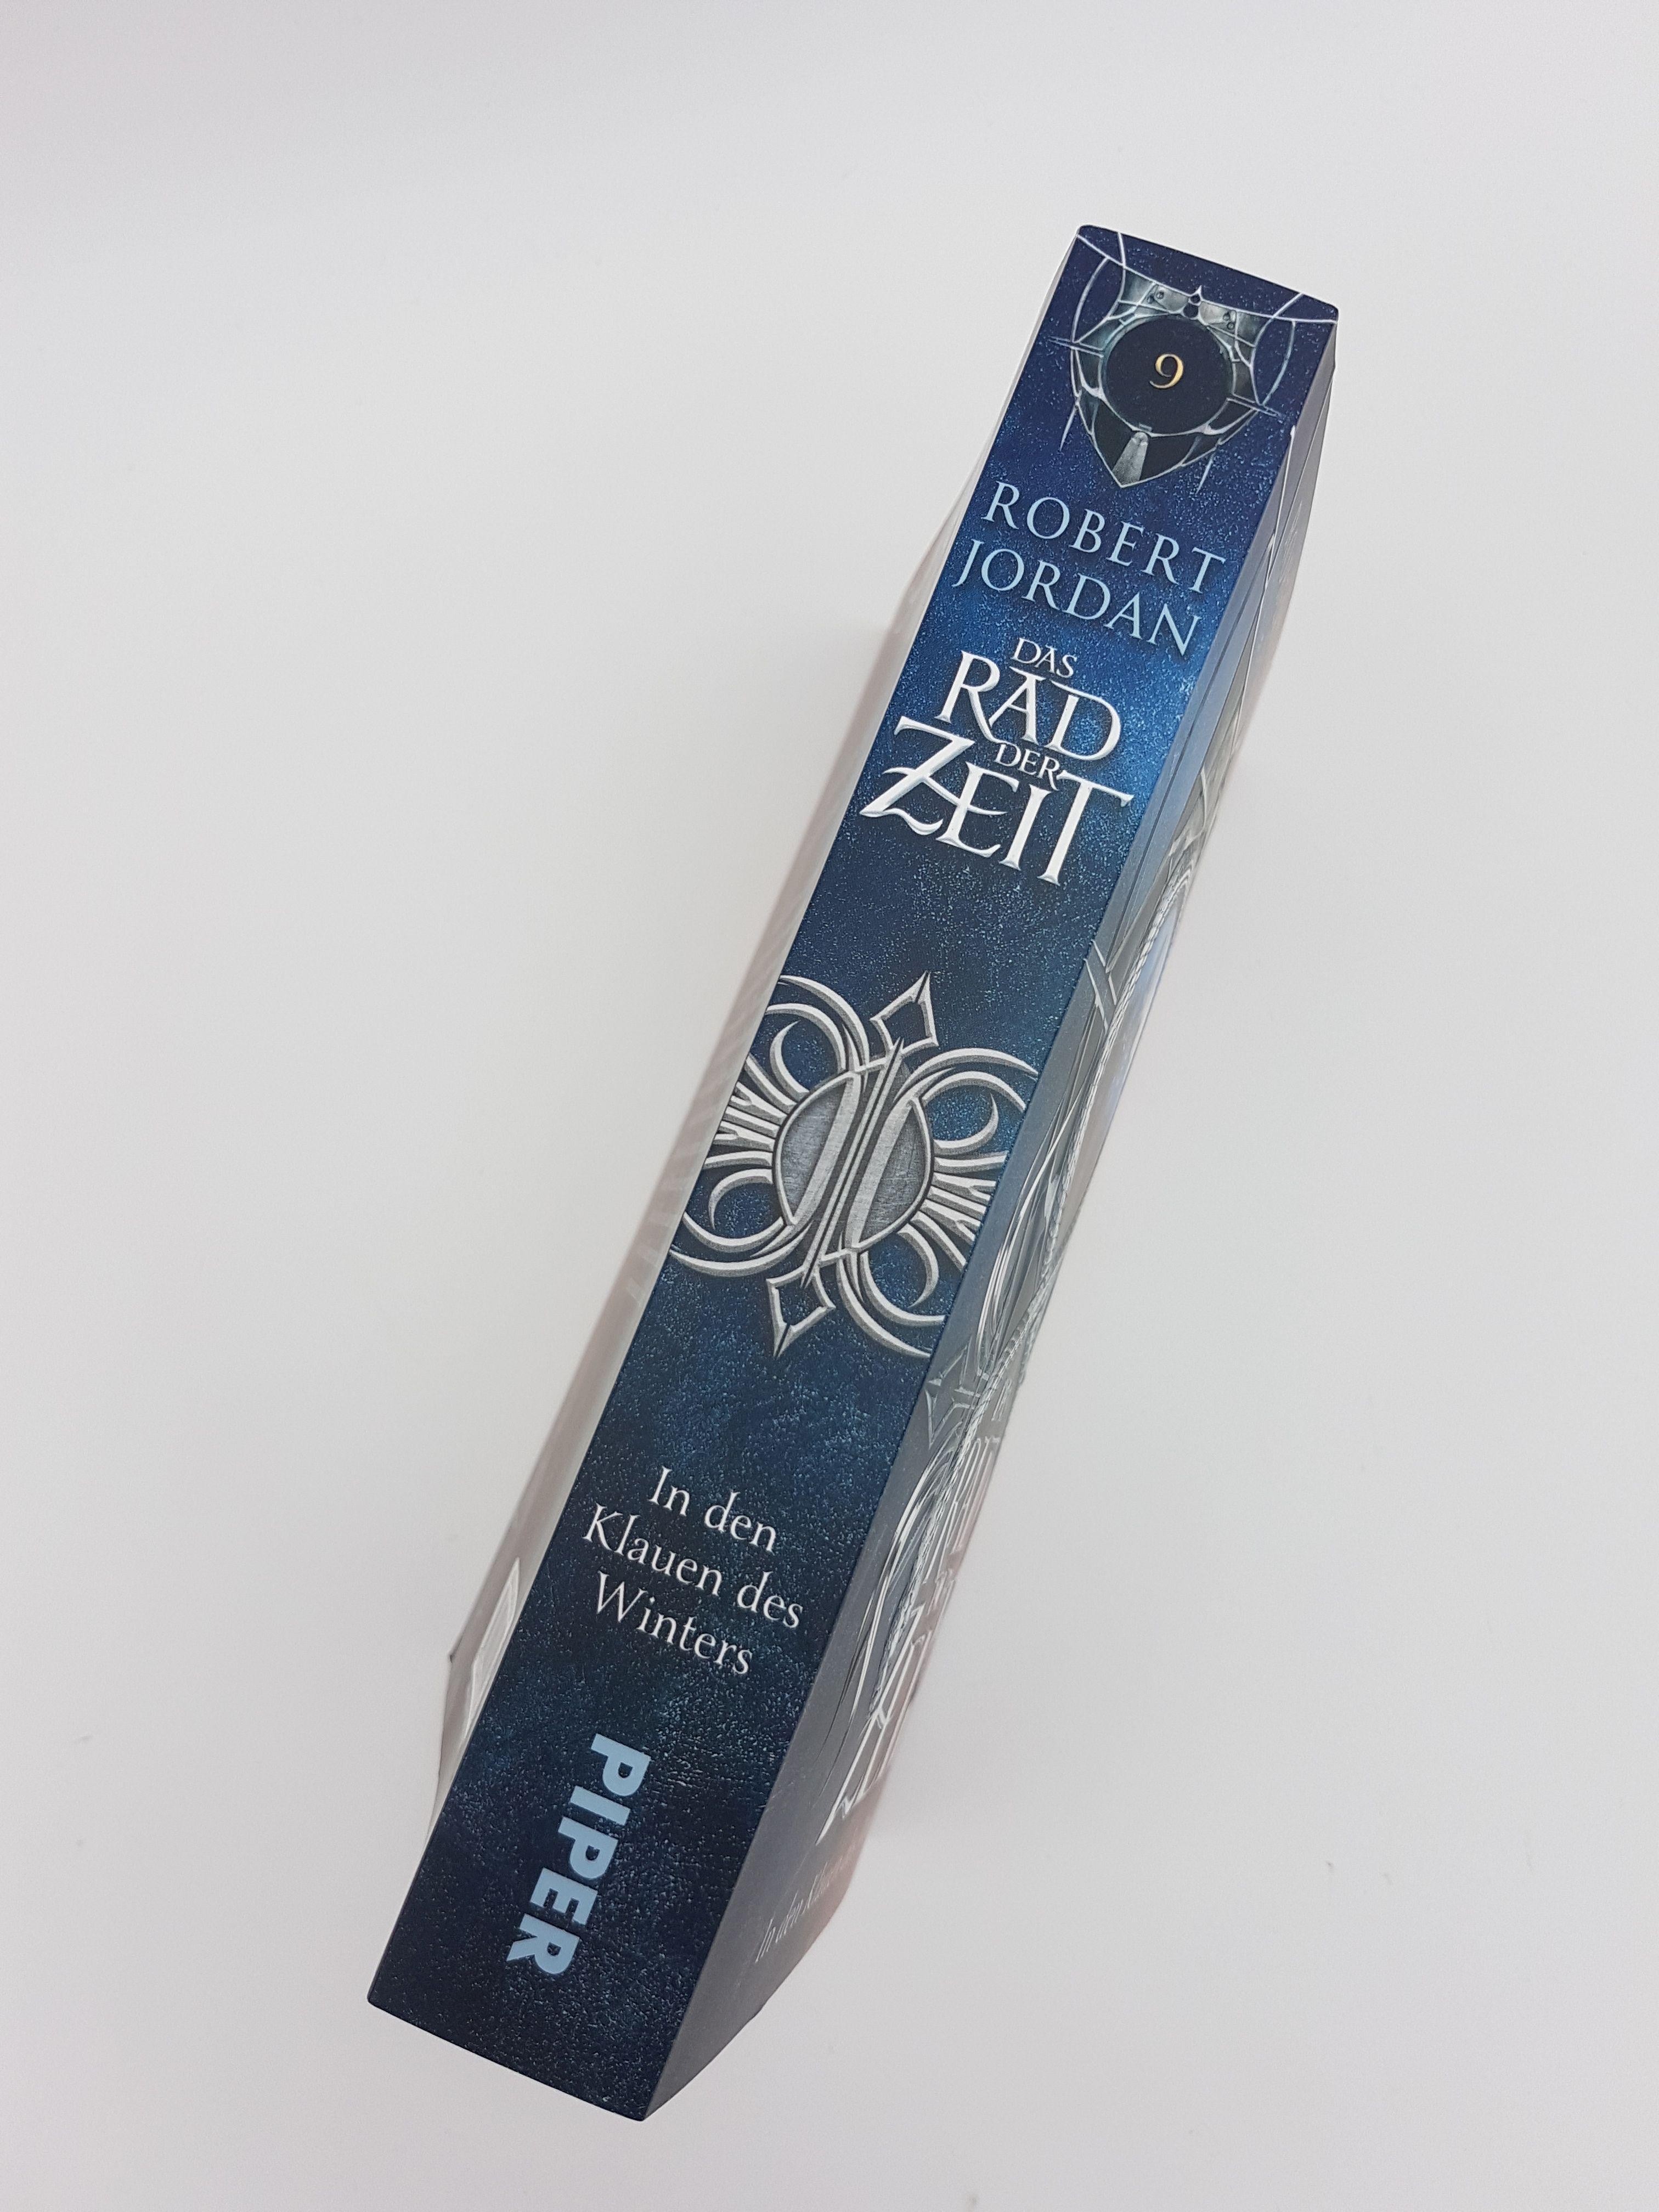 9
ROBERT
JORDAN
DAS
RAD
DER
ZEIT
In den
Klauen des
Winters
PIPER